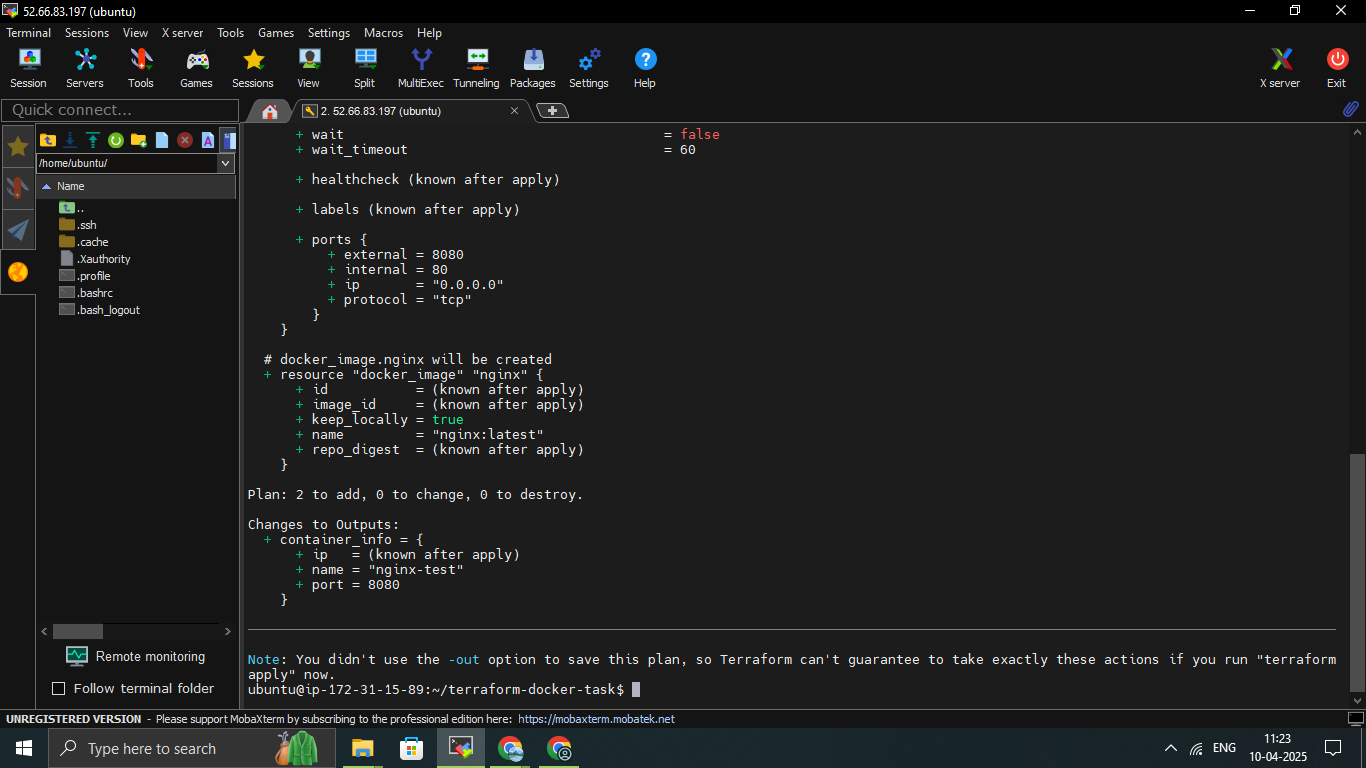 52.66.83.197 (ubuntu)
Terminal Sessions View X server Tools Games Settings Macros Help
Session Servers Tools Games Sessions View Split MultiExec Tunneling Packages Settings Help X server Exit
Quick connect...
2. 52.66.83.197 (ubuntu)
/home/ubuntu/
Name
..
.ssh
.cache
.Xauthority
.profile
.bashrc
.bash_logout
Remote monitoring
Follow terminal folder
+ wait = false
+ wait_timeout = 60
+ healthcheck (known after apply)
+ labels (known after apply)
+ ports {
+ external = 8080
+ internal = 80
+ ip = "0.0.0.0"
+ protocol = "tcp"
}
}
# docker_image.nginx will be created
+ resource "docker_image" "nginx" {
+ id = (known after apply)
+ image_id = (known after apply)
+ keep_locally = true
+ name = "nginx:latest"
+ repo_digest = (known after apply)
}
Plan: 2 to add, 0 to change, 0 to destroy.
Changes to Outputs:
+ container_info = {
+ ip = (known after apply)
+ name = "nginx-test"
+ port = 8080
}
Note: You didn't use the -out option to save this plan, so Terraform can't guarantee to take exactly these actions if you run "terraform
apply" now.
ubuntu@ip-172-31-15-89:~/terraform-docker-task$
UNREGISTERED VERSION - Please support MobaXterm by subscribing to the professional edition here: https://mobaxterm.mobatek.net
Type here to search
ENG
11:23
10-04-2025